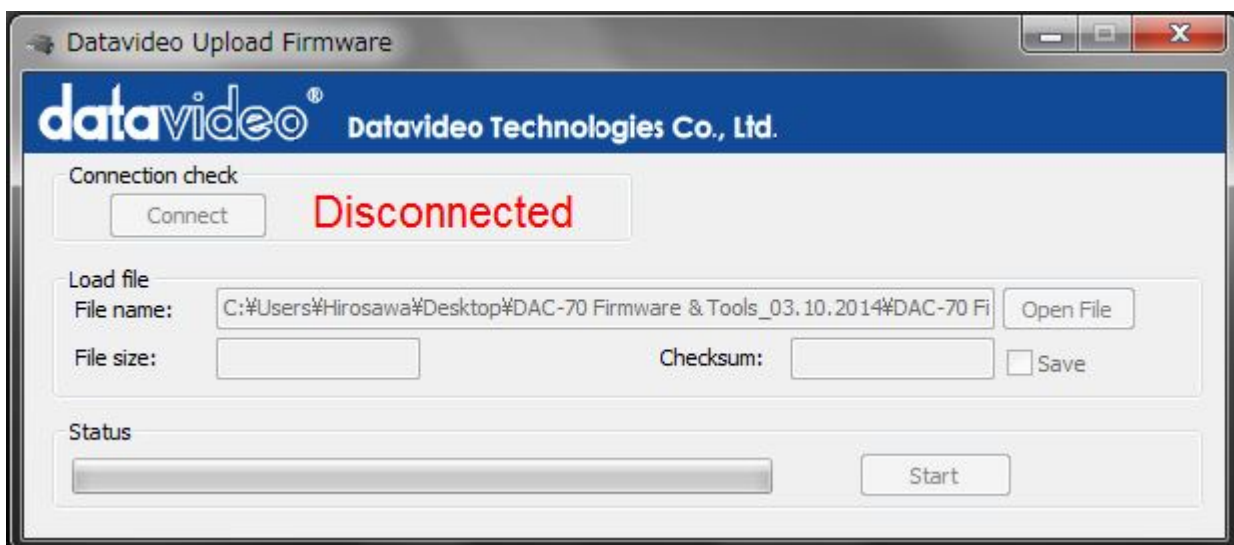 Datavideo Upload Firmware
datavideo® Datavideo Technologies Co., Ltd.
Connection check
Connect Disconnected
Load file
File name: C:¥Users¥Hirosawa¥Desktop¥DAC-70 Firmware & Tools_03.10.2014¥DAC-70 Fi Open File
File size: Checksum: Save
Status
Start